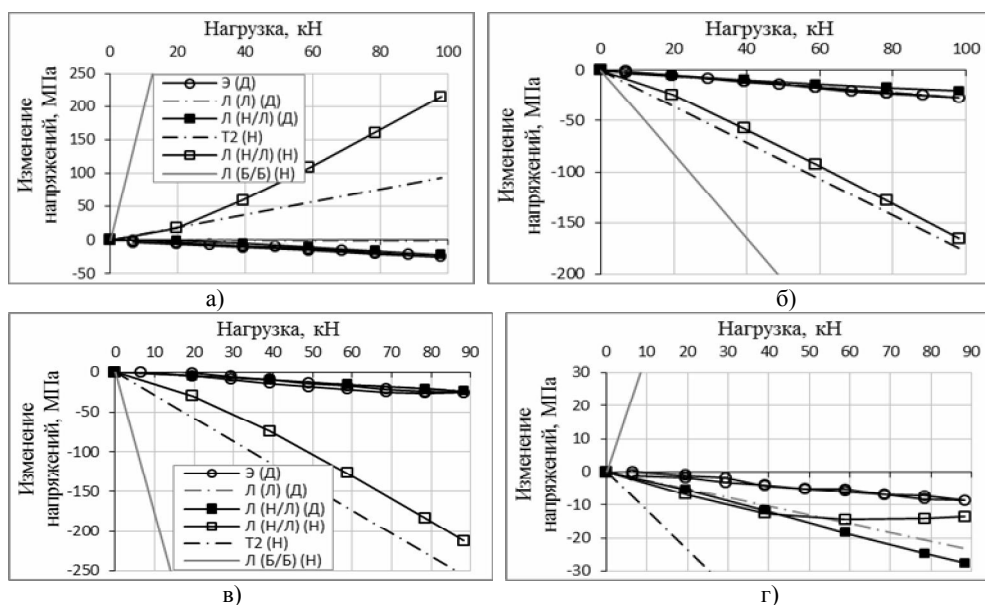 Нагрузка, кН
0 20 40 60 80 100
Изменение напряжений, МПа
250
200
150
100
50
0
-50
Э (Д)
Л (Л) (Д)
Л (Н/Л) (Д)
Т2 (Н)
Л (Н/Л) (Н)
Л (Б/Б) (Н)
а)
Нагрузка, кН
0 20 40 60 80 100
Изменение напряжений, МПа
0
-50
-100
-150
-200
б)
Нагрузка, кН
0 10 20 30 40 50 60 70 80 90
Изменение напряжений, МПа
0
-50
-100
-150
-200
-250
Э (Д)
Л (Л) (Д)
Л (Н/Л) (Д)
Л (Н/Л) (Н)
Т2 (Н)
Л (Б/Б) (Н)
в)
Нагрузка, кН
0 10 20 30 40 50 60 70 80 90
Изменение напряжений, МПа
30
20
10
0
-10
-20
-30
г)